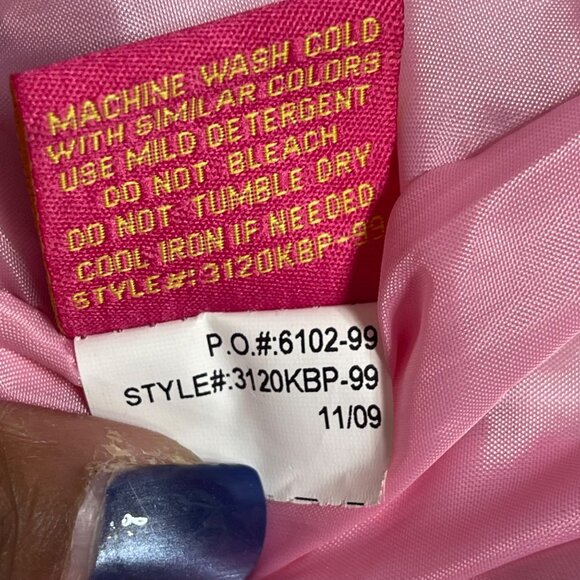 MACHINE WASH COLD
WITH SIMILAR COLORS
USE MILD DETERGENT
DO NOT BLEACH
DO NOT TUMBLE DRY
COOL IRON IF NEEDED
STYLE#:3120KBP-99
P.O.#:6102-99
STYLE#:3120KBP-99
11/09